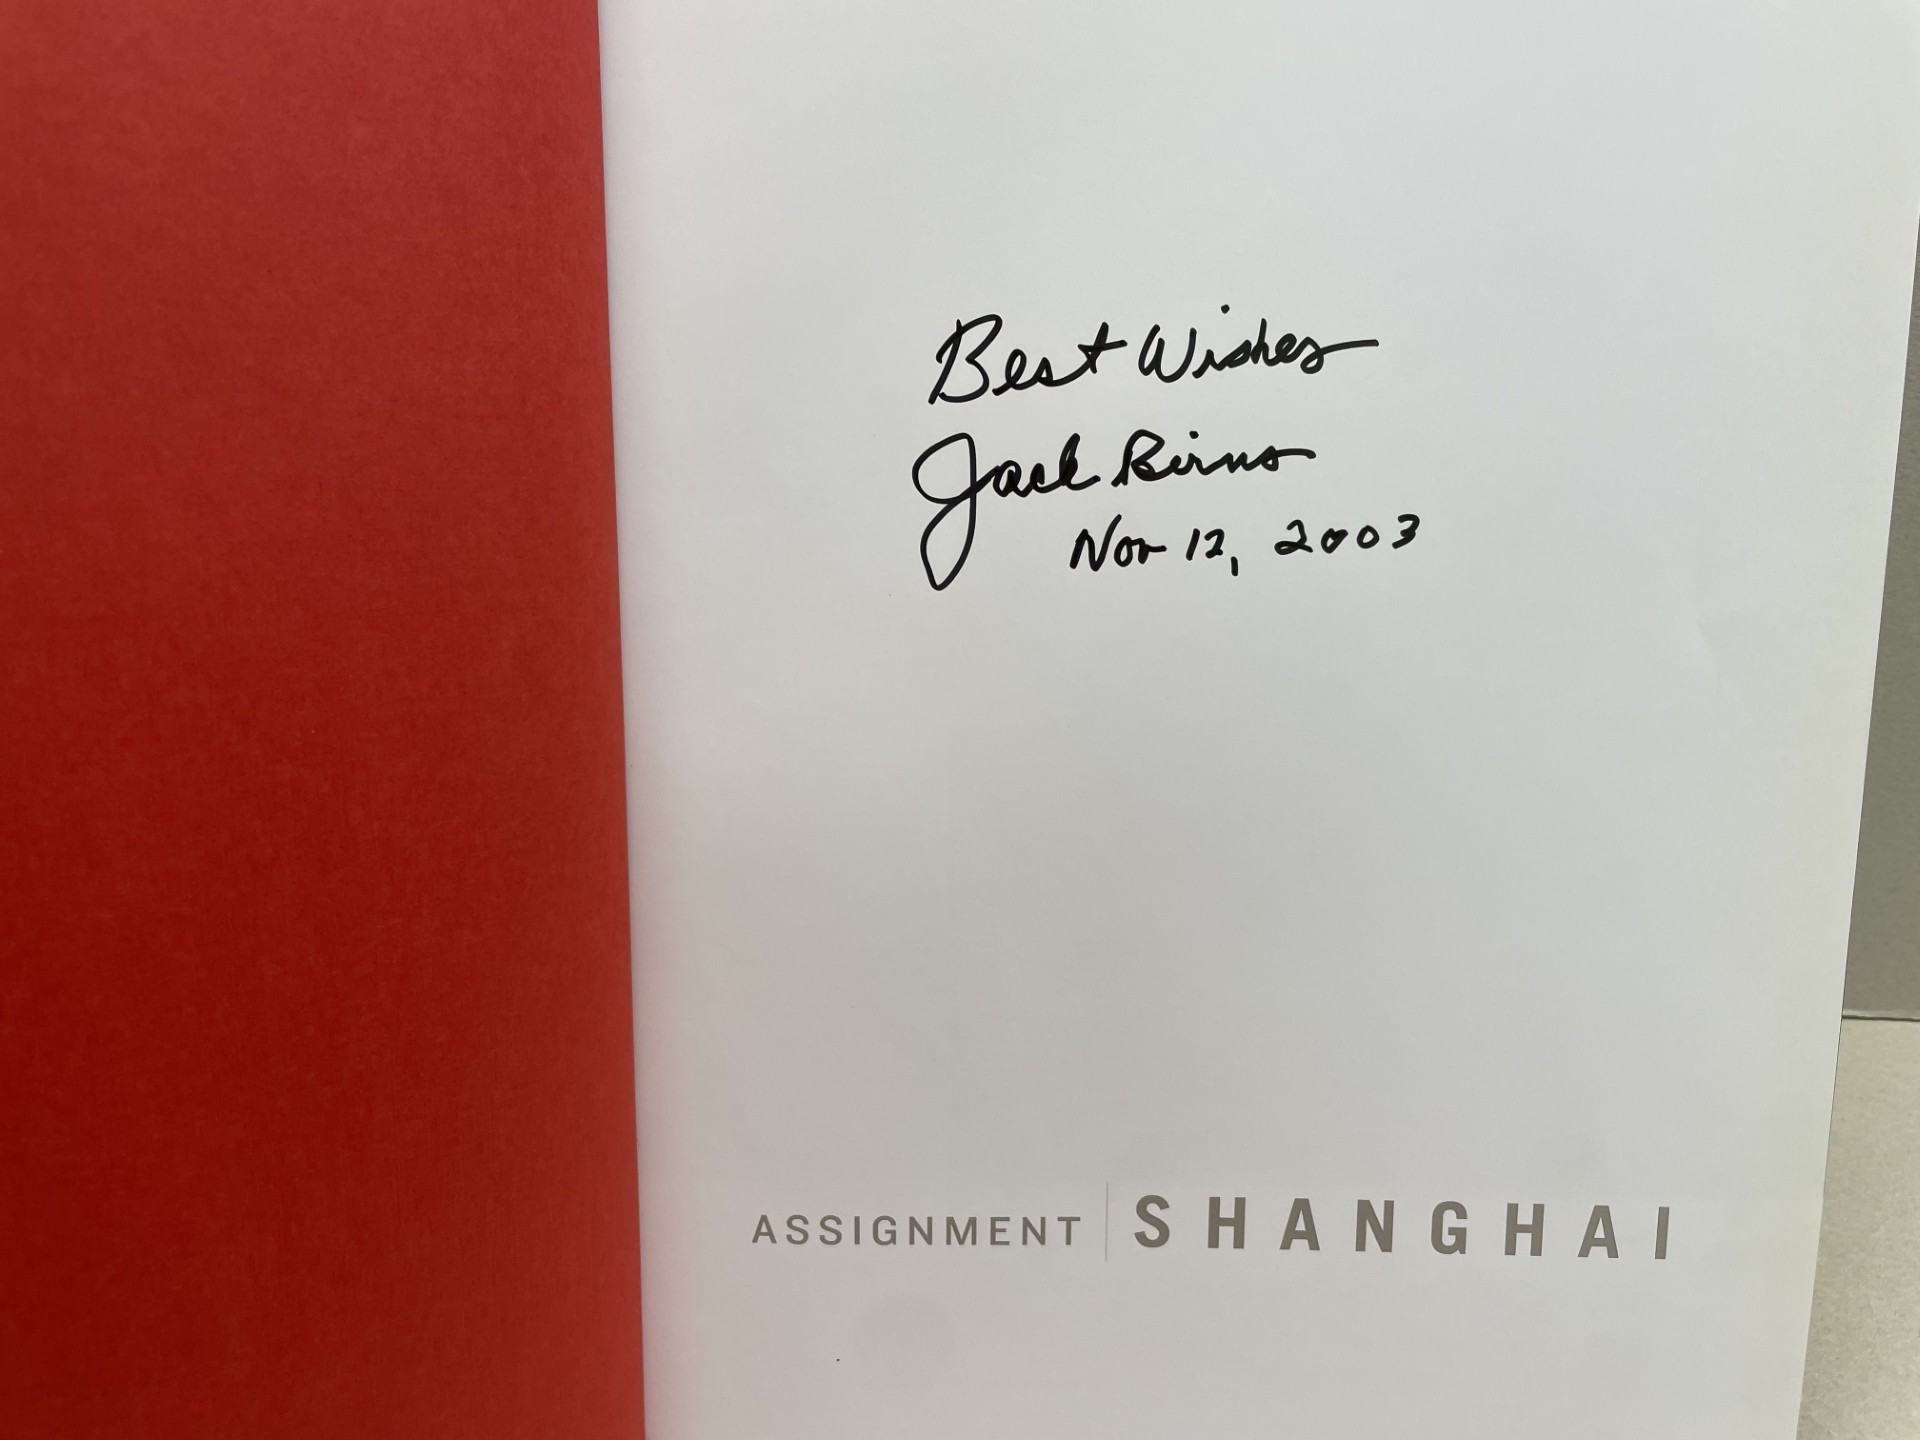 Best Wishes
Jack Birns
Nov 12, 2003
ASSIGNMENT | SHANGHAI